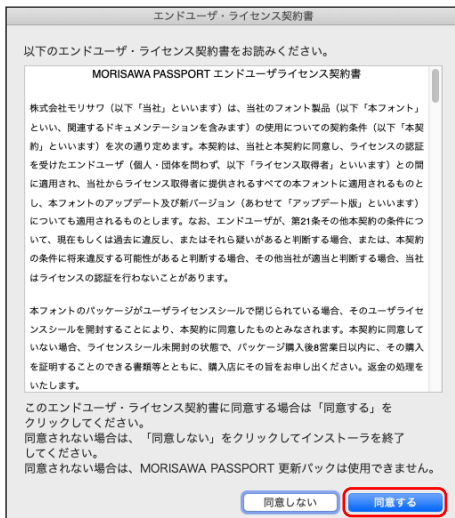 エンドユーザ・ライセンス契約書
以下のエンドユーザ・ライセンス契約書をお読みください。
MORISAWA PASSPORT エンドユーザライセンス契約書
株式会社モリサワ（以下「当社」といいます）は、当社のフォント製品（以下「本フォント」
といい、関連するドキュメンテーションを含みます）の使用についての契約条件（以下「本契
約」といいます）を次の通り定めます。本契約は、当社と本契約に同意し、ライセンスの認証
を受けたエンドユーザ（個人・団体を問わず、以下「ライセンス取得者」といいます）との間
に適用され、当社からライセンス取得者に提供されるすべての本フォントに適用されるものと
し、本フォントのアップデート及び新バージョン（あわせて「アップデート版」といいます）
についても適用されるものとします。なお、エンドユーザが、第21条その他本契約の条件につ
いて、現在もしくは過去に違反し、またはそれら疑いがあると判断する場合、または、本契約
の条件に将来違反する可能性があると判断する場合、その他当社が適当と判断する場合、当社
はライセンスの認証を行わないことがあります。
本フォントのパッケージがユーザライセンスシールで閉じられている場合、そのユーザライセ
ンスシールを開封することにより、本契約に同意したものとみなされます。本契約に同意して
いない場合、ライセンスシール未開封の状態で、パッケージ購入後8営業日以内に、その購入
を証明することのできる書類等とともに、購入店にその旨をお申し出ください。返金の処理を
いたします。
このエンドユーザ・ライセンス契約書に同意する場合は「同意する」を
クリックしてください。
同意されない場合は、「同意しない」をクリックしてインストーラを終了
してください。
同意されない場合は、MORISAWA PASSPORT 更新パックは使用できません。
同意しない
同意する